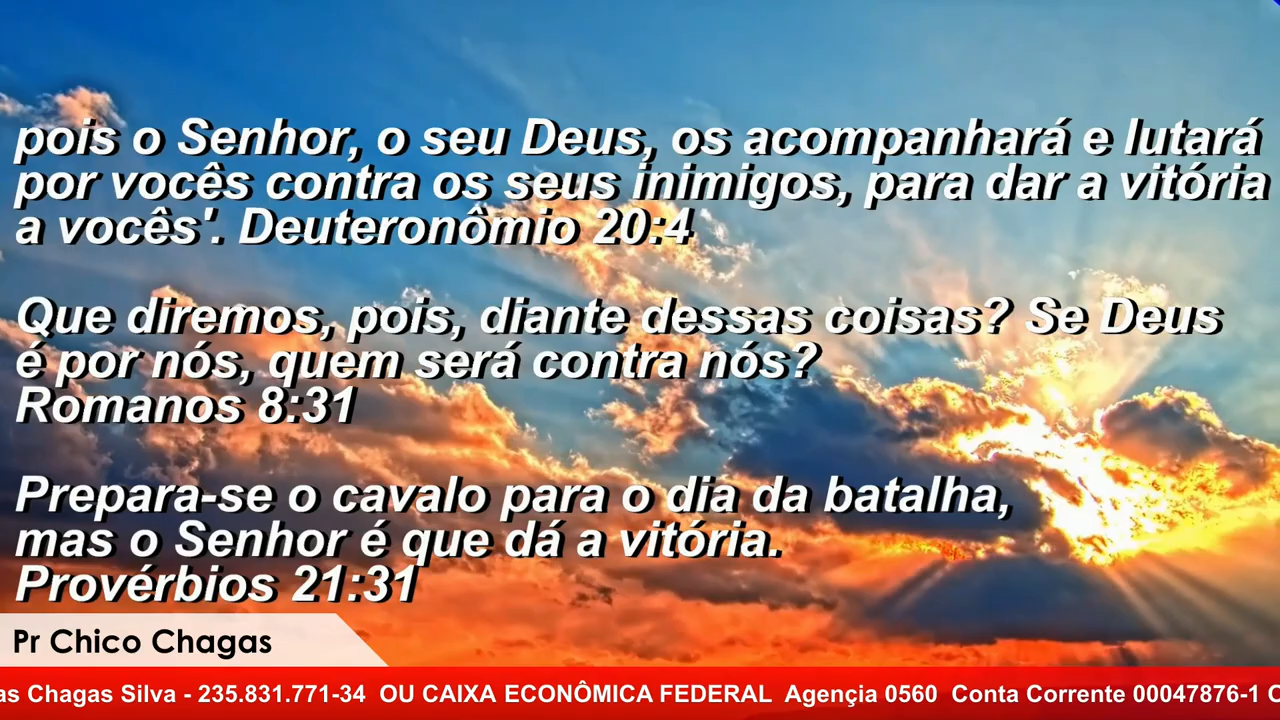 pois o Senhor, o seu Deus, os acompanhará e lutará
por vocês contra os seus inimigos, para dar a vitória
a vocês'. Deuteronômio 20:4
Que diremos, pois, diante dessas coisas? Se Deus
é por nós, quem será contra nós?
Romanos 8:31
Prepara-se o cavalo para o dia da batalha,
mas o Senhor é que dá a vitória.
Provérbios 21:31
Pr Chico Chagas
as Chagas Silva - 235.831.771-34 OU CAIXA ECONÔMICA FEDERAL Agençia 0560 Conta Corrente 00047876-1